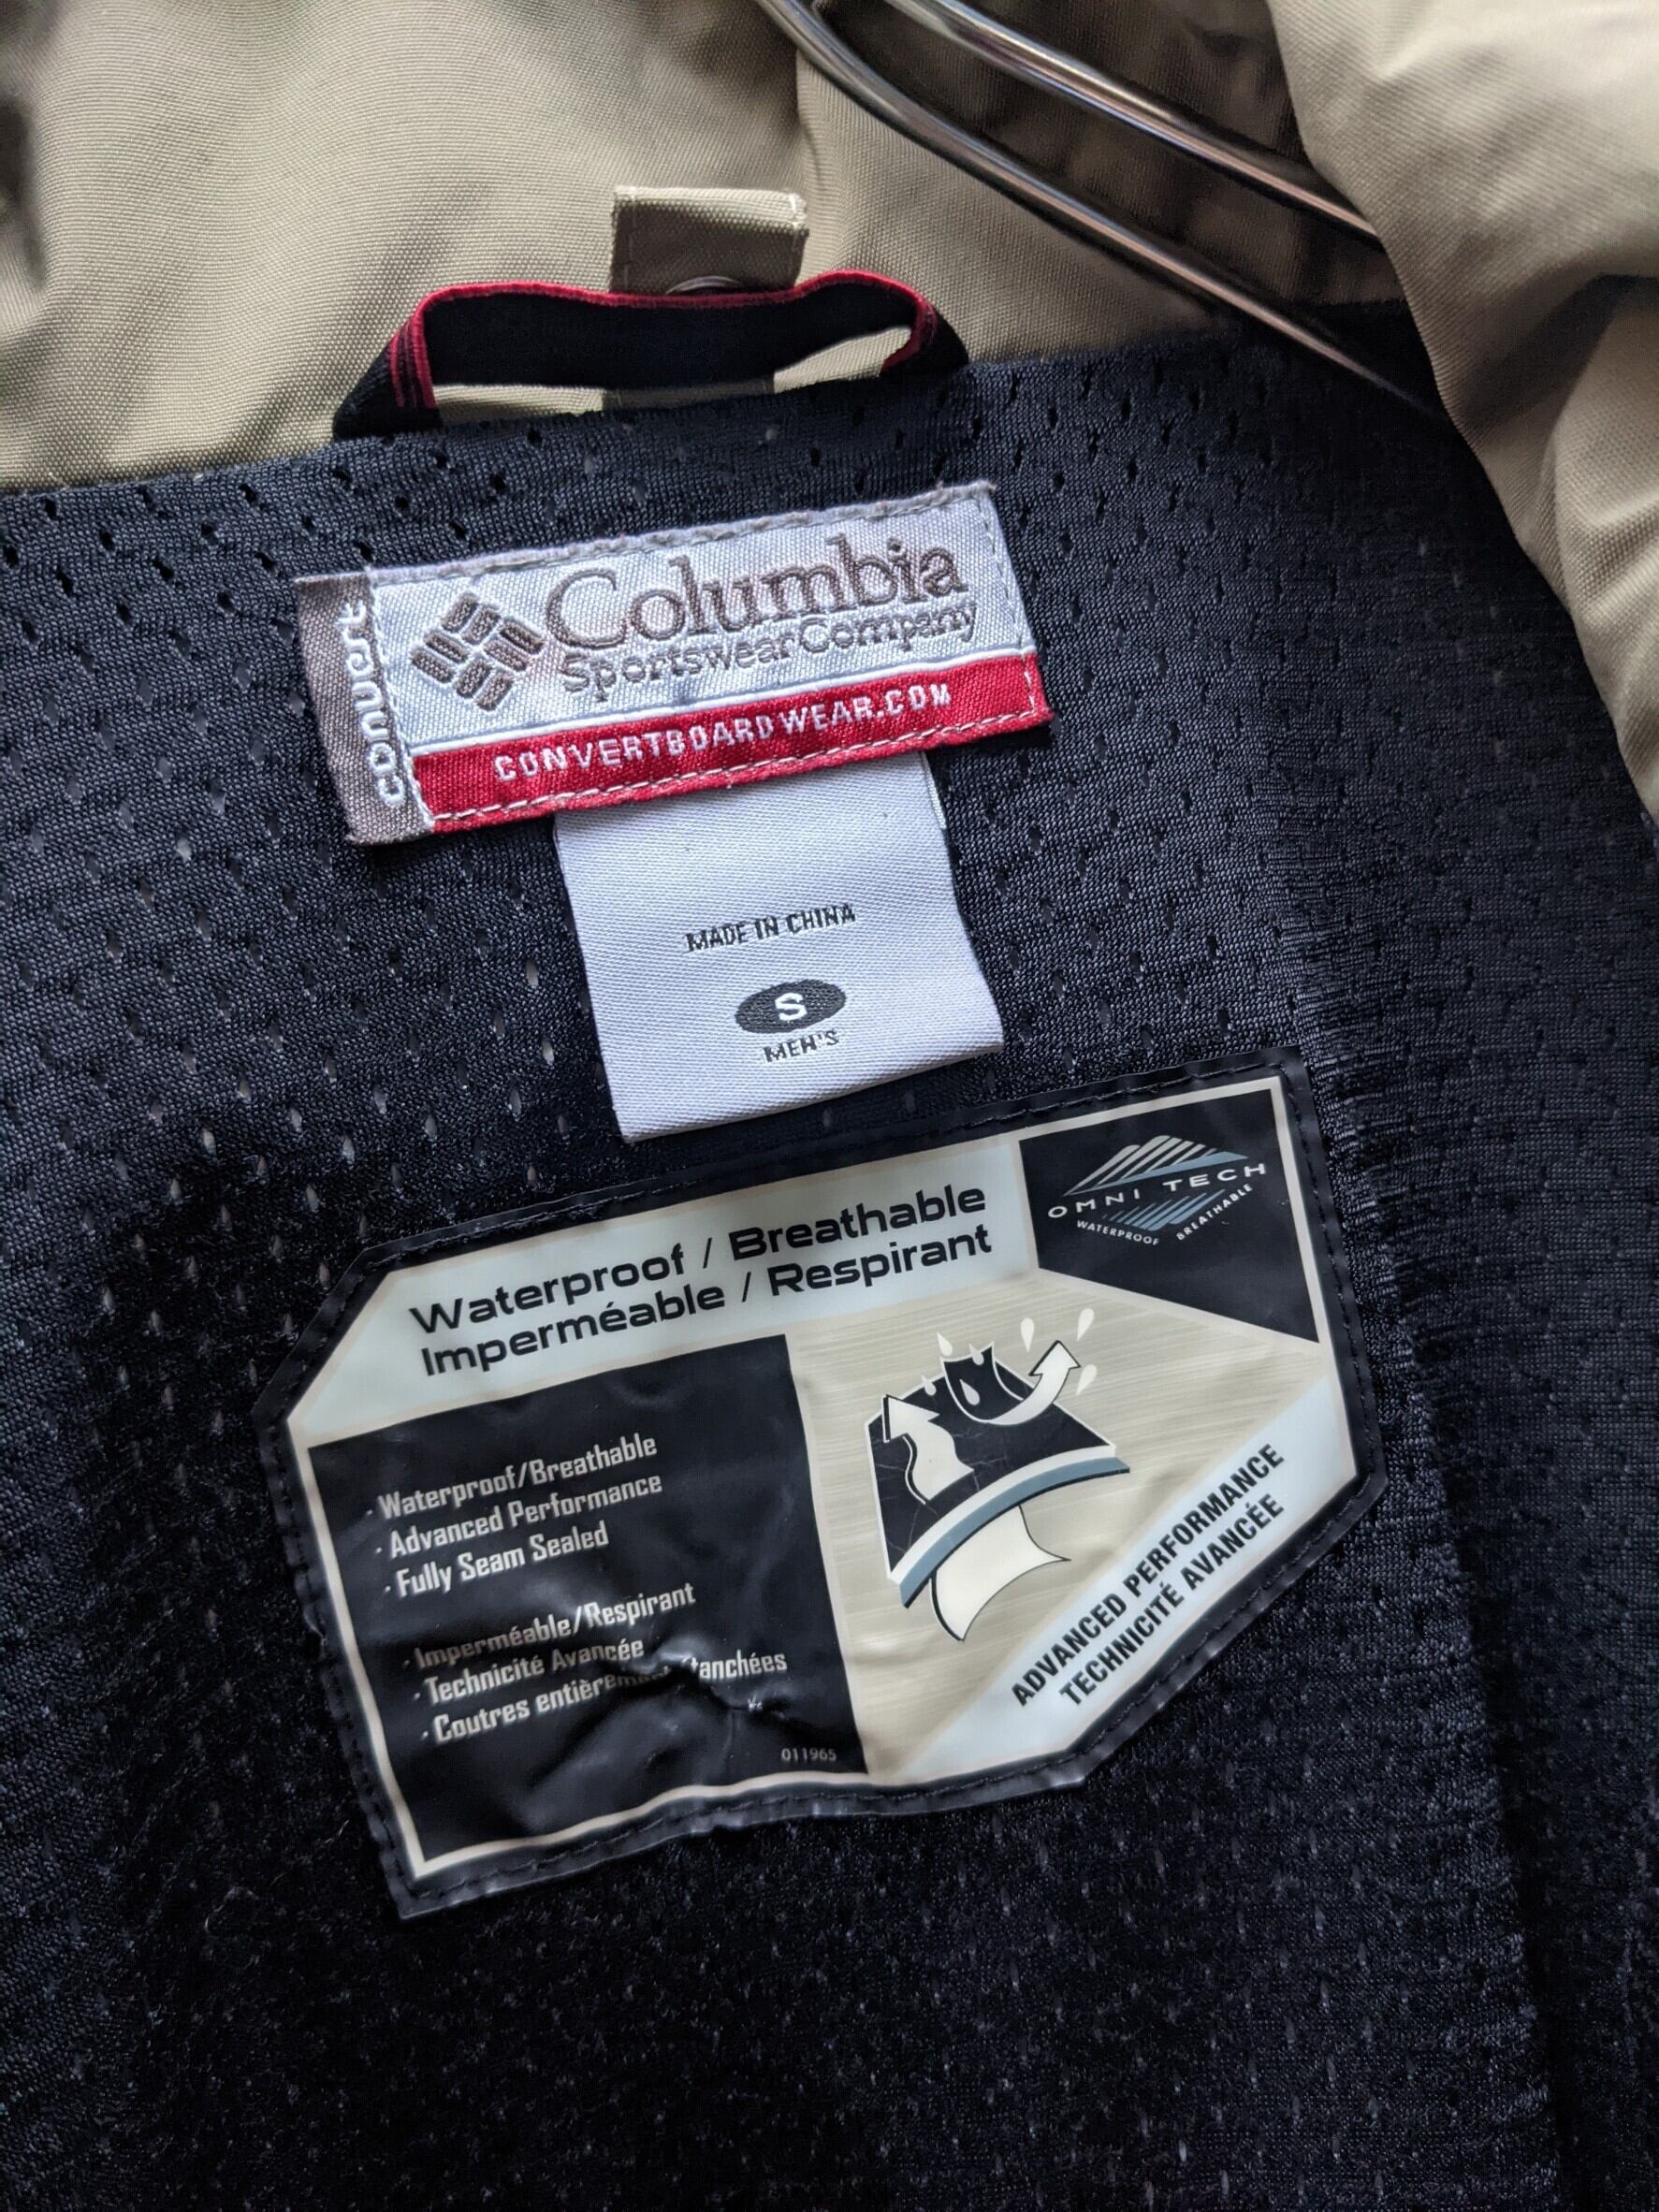 convert
Columbia
Sportswear Company
CONVERTBOARDWEAR.COM
MADE IN CHINA
S
MEN'S
Waterproof / Breathable
Imperméable / Respirant
OMNI TECH
WATERPROOF BREATHABLE
· Waterproof/Breathable
· Advanced Performance
· Fully Seam Sealed
· Imperméable/Respirant
· Technicité Avancée
· Coutres
011965
ADVANCED PERFORMANCE
TECHNICITÉ AVANCÉE